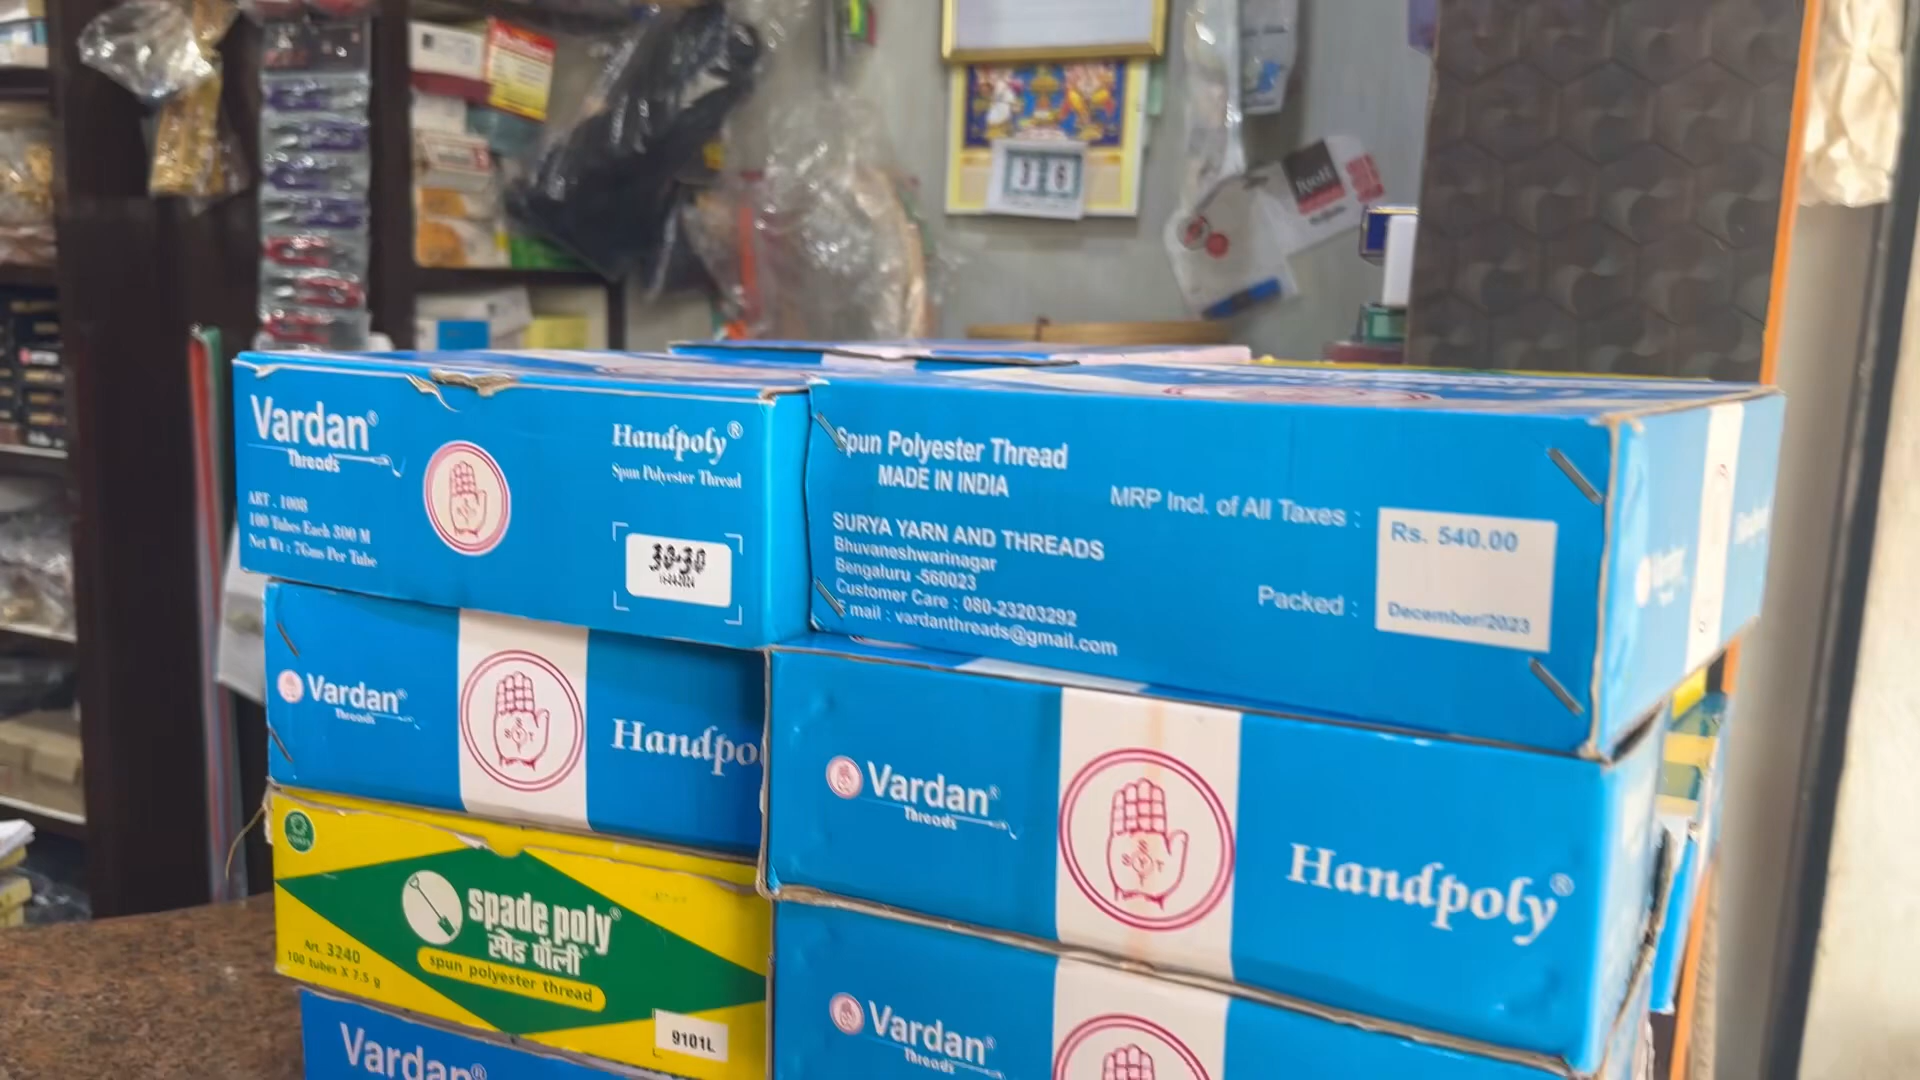 Vardan®
Threads
ART . 1008
100 Tubes Each 300 M
Net Wt : 7Gms Per Tube
Handpoly®
Spun Polyester Thread
30-30
Spun Polyester Thread
MADE IN INDIA
SURYA YARN AND THREADS
Bhuvaneshwarinagar
Bengaluru -560023
Customer Care : 080-23203292
E mail : vardanthreads@gmail.com
MRP Incl. of All Taxes :
Rs. 540.00
Packed :
December/2023
Vardan®
Threads
S
S Y T
Handpo
Vardan®
Threads
S
S Y T
Handpoly®
spade poly®
स्पेड पॉली
spun polyester thread
Art. 3240
100 tubes X 7.5 g
9101L
Vardan®
Vardan®
Threads